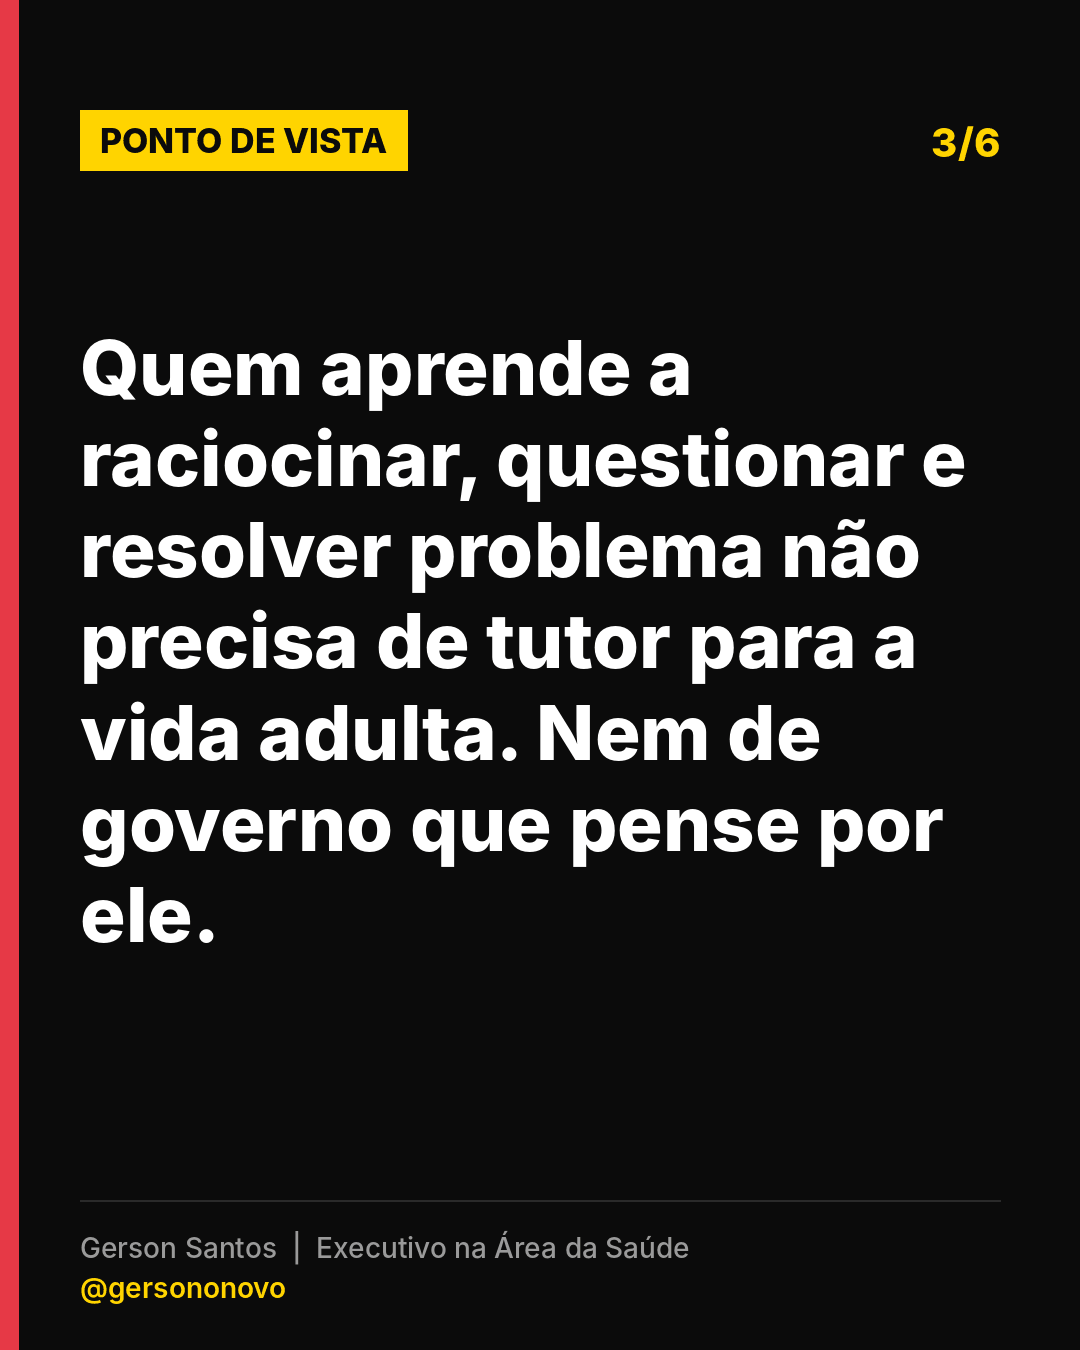 PONTO DE VISTA
3/6
Quem aprende a
raciocinar, questionar e
resolver problema não
precisa de tutor para a
vida adulta. Nem de
governo que pense por
ele.
Gerson Santos | Executivo na Área da Saúde
@gersononovo